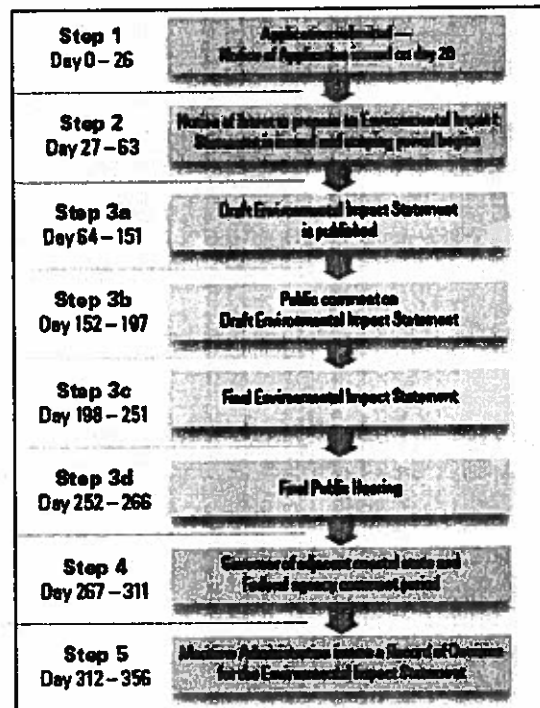 Step 1
Day 0 – 26
Application submitted —
Notice of Application issued on day 26
Step 2
Day 27 – 63
Notice of Intent to prepare an Environmental Impact
Statement is issued and scoping period begins
Step 3a
Day 64 – 151
Draft Environmental Impact Statement
is published
Step 3b
Day 152 – 197
Public comment on
Draft Environmental Impact Statement
Step 3c
Day 198 – 251
Final Environmental Impact Statement
Step 3d
Day 252 – 266
Final Public Hearing
Step 4
Day 267 – 311
Governor of adjacent coastal state and
Federal agency comment period
Step 5
Day 312 – 356
Maritime Administration issues a Record of Decision
for the Environmental Impact Statement